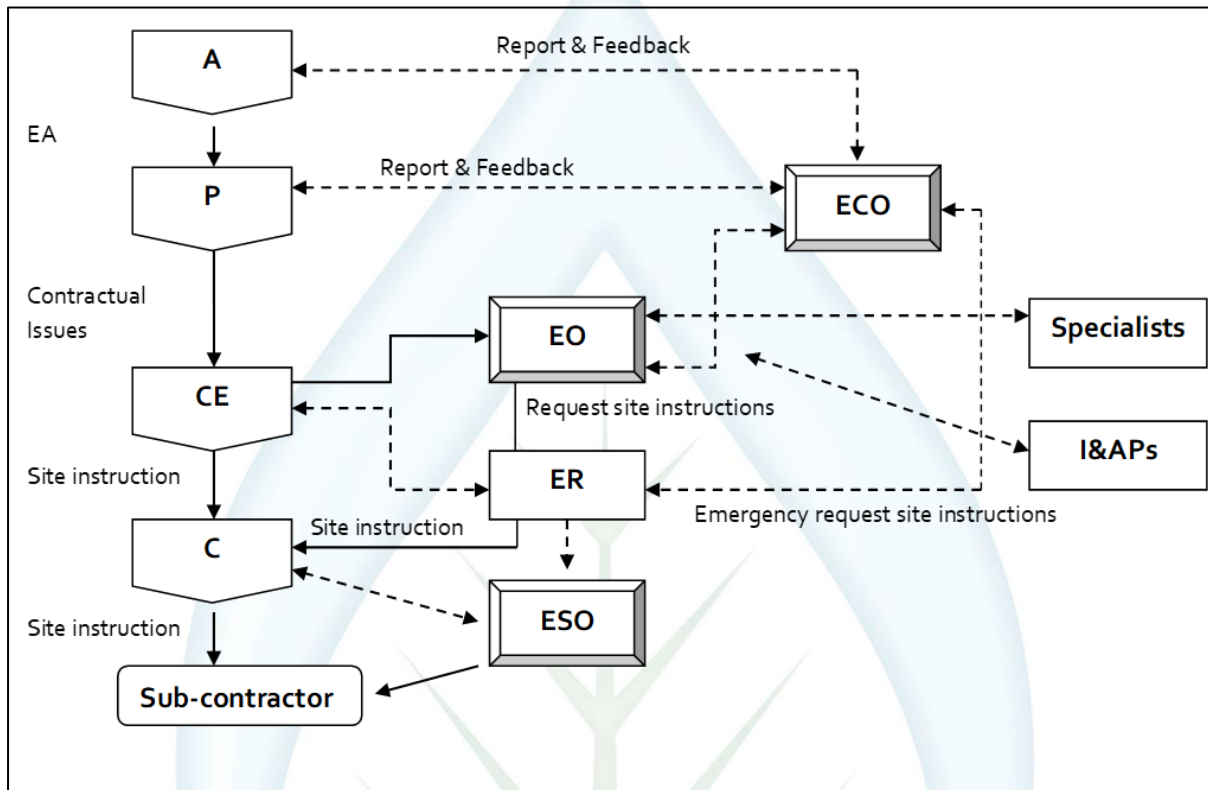 A
Report & Feedback
EA
P
Report & Feedback
ECO
Contractual
Issues
EO
Specialists
CE
Request site instructions
I&APs
Site instruction
ER
Site instruction
Emergency request site instructions
C
ESO
Site instruction
Sub-contractor